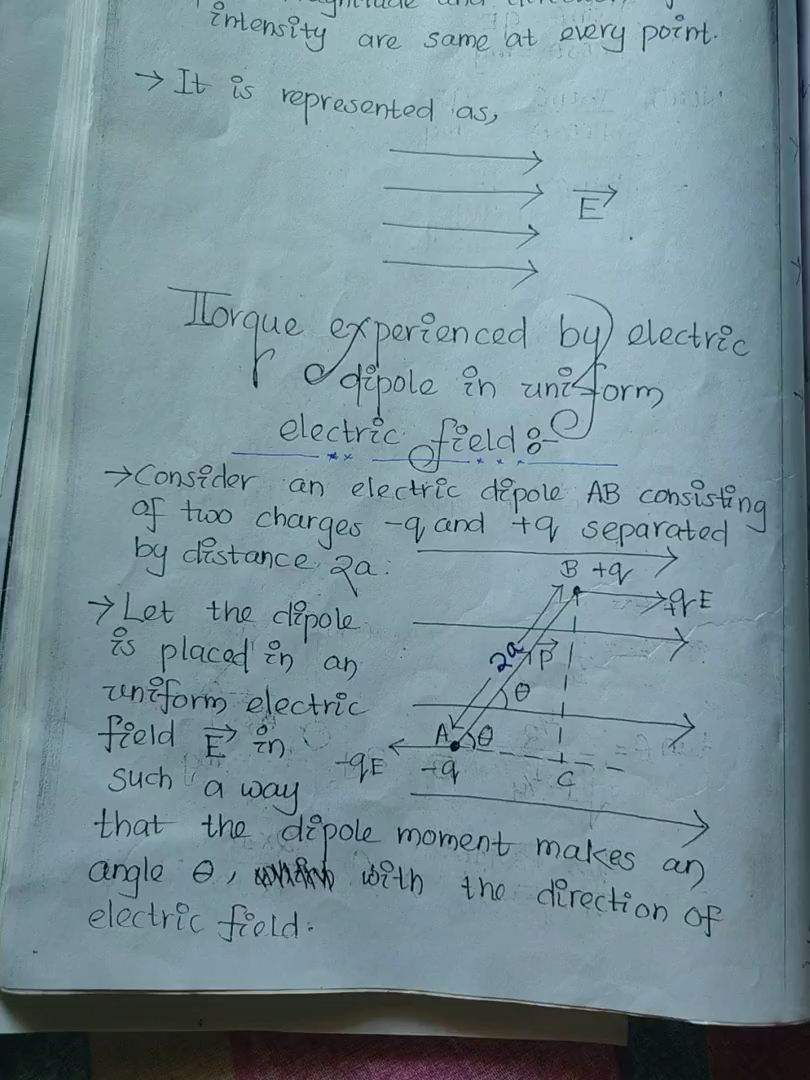 intensity are same at every point.
→ It is represented as,
E
Torque experienced by electric
dipole in uniform
electric field :-
→ Consider an electric dipole AB consisting
of two charges -q and +q separated
by distance 2a.
B +q
+qE
→ Let the dipole
is placed in an
uniform electric
field E in
such a way
2a
P
θ
A
θ
-qE
-q
C
that the dipole moment makes an
angle θ, with the direction of
electric field.